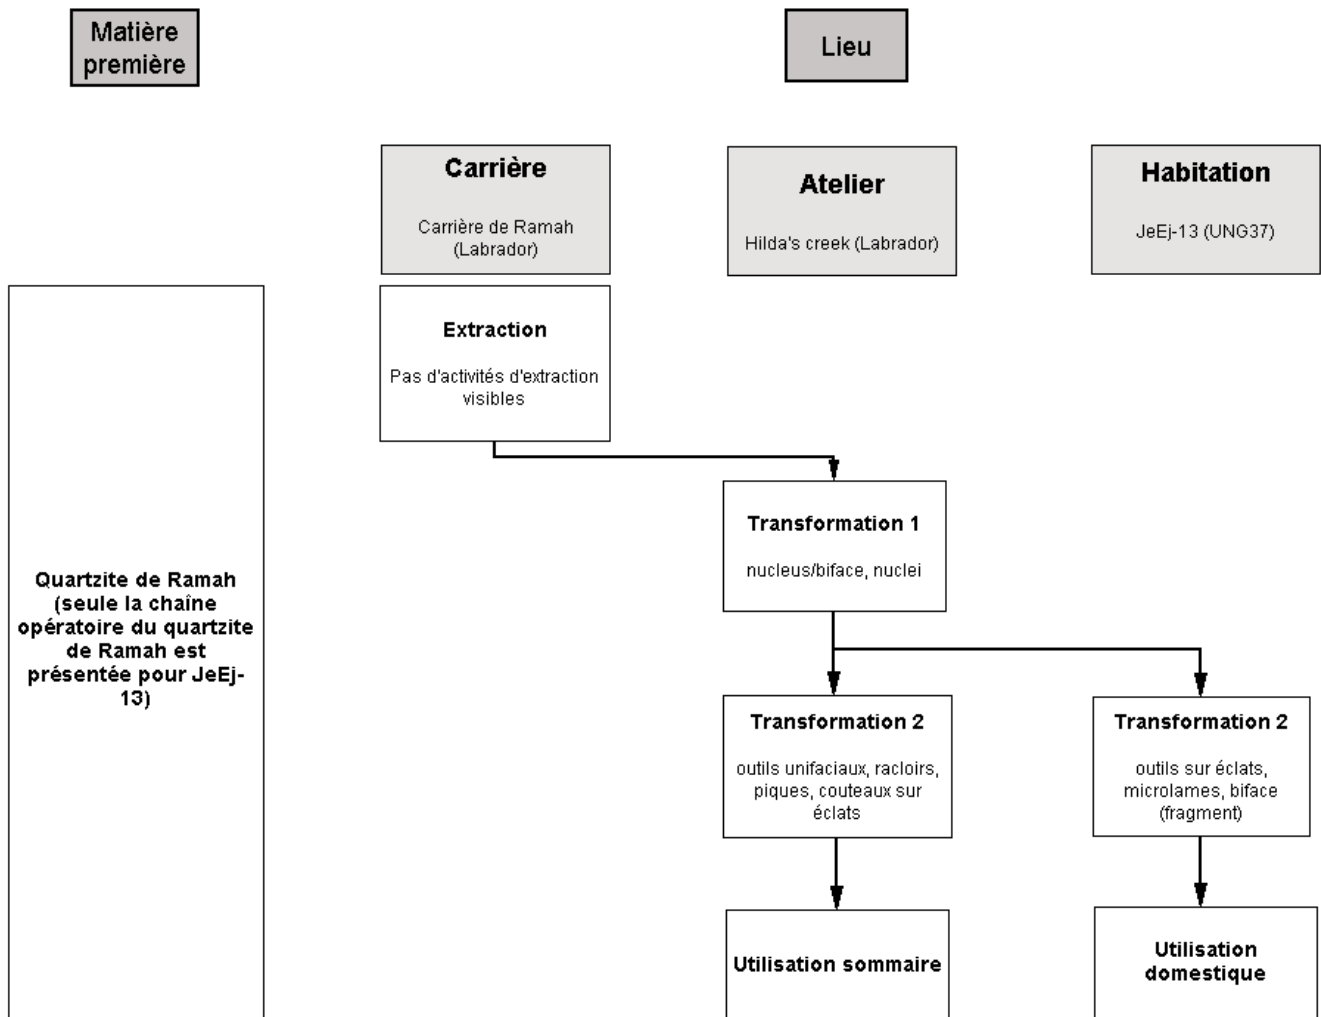 Matière
première
Lieu
Carrière
Carrière de Ramah
(Labrador)
Atelier
Hilda's creek (Labrador)
Habitation
JeEj-13 (UNG37)
Extraction
Pas d'activités d'extraction
visibles
Transformation 1
nucleus/biface, nuclei
Quartzite de Ramah
(seule la chaîne
opératoire du quartzite
de Ramah est
présentée pour JeEj-
13)
Transformation 2
outils unifaciaux, racloirs,
piques, couteaux sur
éclats
Transformation 2
outils sur éclats,
microlames, biface
(fragment)
Utilisation sommaire
Utilisation
domestique